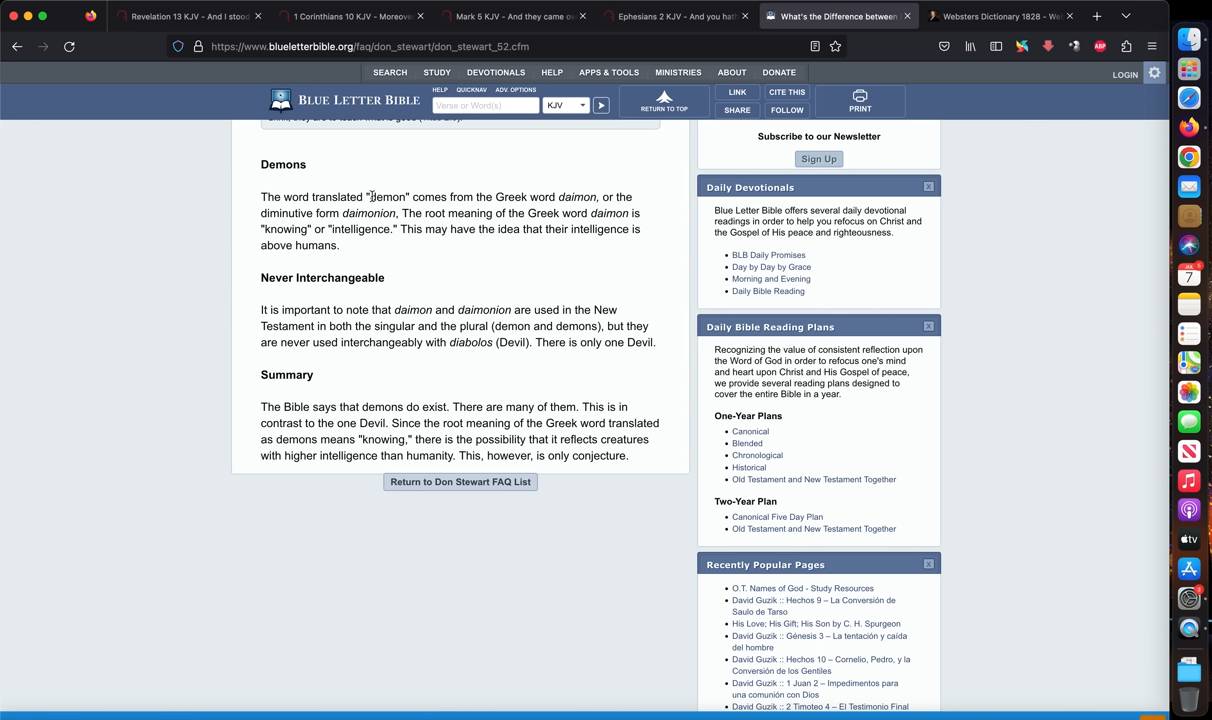 Revelation 13 KJV - And I stood
1 Corinthians 10 KJV - Moreove
Mark 5 KJV - And they came o
Ephesians 2 KJV - And you hat
What's the Difference between
Websters Dictionary 1828 - We
https://www.blueletterbible.org/faq/don_stewart/don_stewart_52.cfm
ABP
SEARCH STUDY DEVOTIONALS HELP APPS & TOOLS MINISTRIES ABOUT DONATE
LOGIN
BLUE LETTER BIBLE
HELP QUICKNAV ADV. OPTIONS
Verse or Word(s) KJV
RETURN TO TOP
LINK CITE THIS
SHARE FOLLOW
PRINT
Demons
The word translated "demon" comes from the Greek word daimon, or the
diminutive form daimonion, The root meaning of the Greek word daimon is
"knowing" or "intelligence." This may have the idea that their intelligence is
above humans.
Never Interchangeable
It is important to note that daimon and daimonion are used in the New
Testament in both the singular and the plural (demon and demons), but they
are never used interchangeably with diabolos (Devil). There is only one Devil.
Summary
The Bible says that demons do exist. There are many of them. This is in
contrast to the one Devil. Since the root meaning of the Greek word translated
as demons means "knowing," there is the possibility that it reflects creatures
with higher intelligence than humanity. This, however, is only conjecture.
Return to Don Stewart FAQ List
Subscribe to our Newsletter
Sign Up
Daily Devotionals
Blue Letter Bible offers several daily devotional
readings in order to help you refocus on Christ and
the Gospel of His peace and righteousness.
BLB Daily Promises
Day by Day by Grace
Morning and Evening
Daily Bible Reading
Daily Bible Reading Plans
Recognizing the value of consistent reflection upon
the Word of God in order to refocus one's mind
and heart upon Christ and His Gospel of peace,
we provide several reading plans designed to
cover the entire Bible in a year.
One-Year Plans
Canonical
Blended
Chronological
Historical
Old Testament and New Testament Together
Two-Year Plan
Canonical Five Day Plan
Old Testament and New Testament Together
Recently Popular Pages
O.T. Names of God - Study Resources
David Guzik :: Hechos 9 – La Conversión de
Saulo de Tarso
His Love; His Gift; His Son by C. H. Spurgeon
David Guzik :: Génesis 3 – La tentación y caída
del hombre
David Guzik :: Hechos 10 – Cornelio, Pedro, y la
Conversión de los Gentiles
David Guzik :: 1 Juan 2 – Impedimentos para
una comunión con Dios
David Guzik :: 2 Timoteo 4 – El Testimonio Final
7
tv